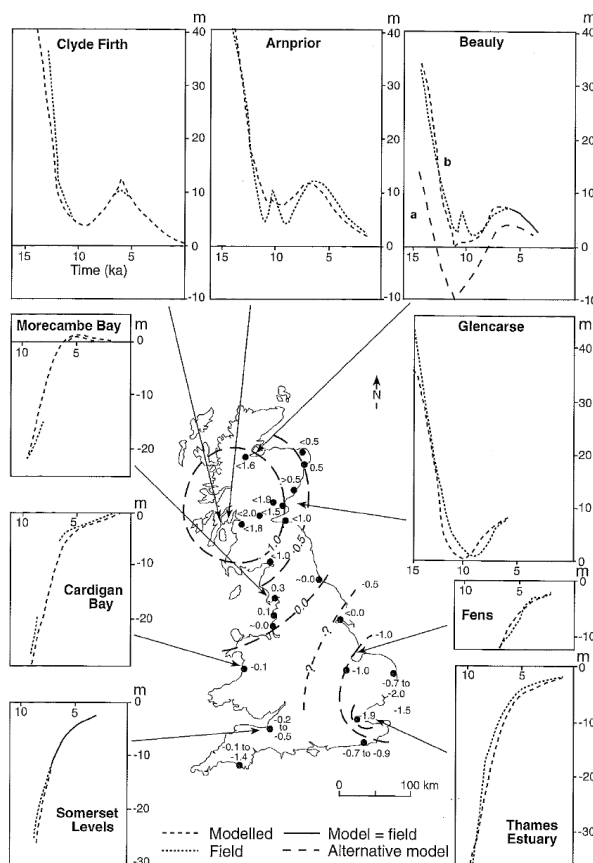 m
Clyde Firth
40
30
20
10
0
-10
15
10
5
Time (ka)
m
Arnprior
40
30
20
10
0
-10
15
10
5
m
Beauly
40
30
20
10
0
-10
15
10
5
a
b
Morecambe Bay
m
10
5
0
-10
-20
Cardigan
Bay
m
10
5
0
-10
-20
Somerset
Levels
m
10
5
0
-10
-20
-30
Glencarse
m
40
30
20
10
0
15
10
5
Fens
m
10
5
0
-10
Thames
Estuary
m
10
5
0
-10
-20
-30
N
<1.6
<0.5
0.5
>0.5
<1.9
<2.0
<1.5
<1.8
<1.0
<1.0
1.0
0.5
~0.0
0.0
-0.5
<0.0
0.3
0.1
~0.0
?
?
-1.0
-1.0
-0.1
-0.7 to
-2.0
-1.5
-1.9
-0.2
to
-0.5
-0.1 to
-1.4
-0.7 to -0.9
0 100 km
Modelled
Field
Model = field
Alternative model